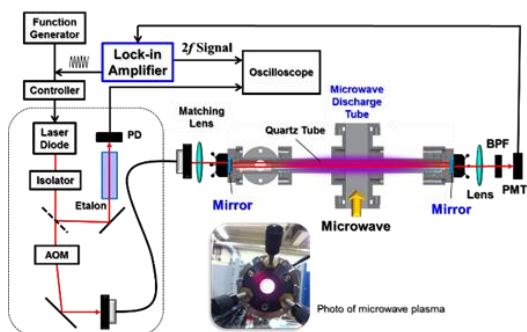 Function
Generator
Lock-in
Amplifier
2f Signal
Oscilloscope
Controller
Laser
Diode
PD
Isolator
Etalon
AOM
Matching
Lens
Quartz Tube
Microwave
Discharge
Tube
Mirror
Microwave
Mirror
Lens
BPF
PMT
Photo of microwave plasma